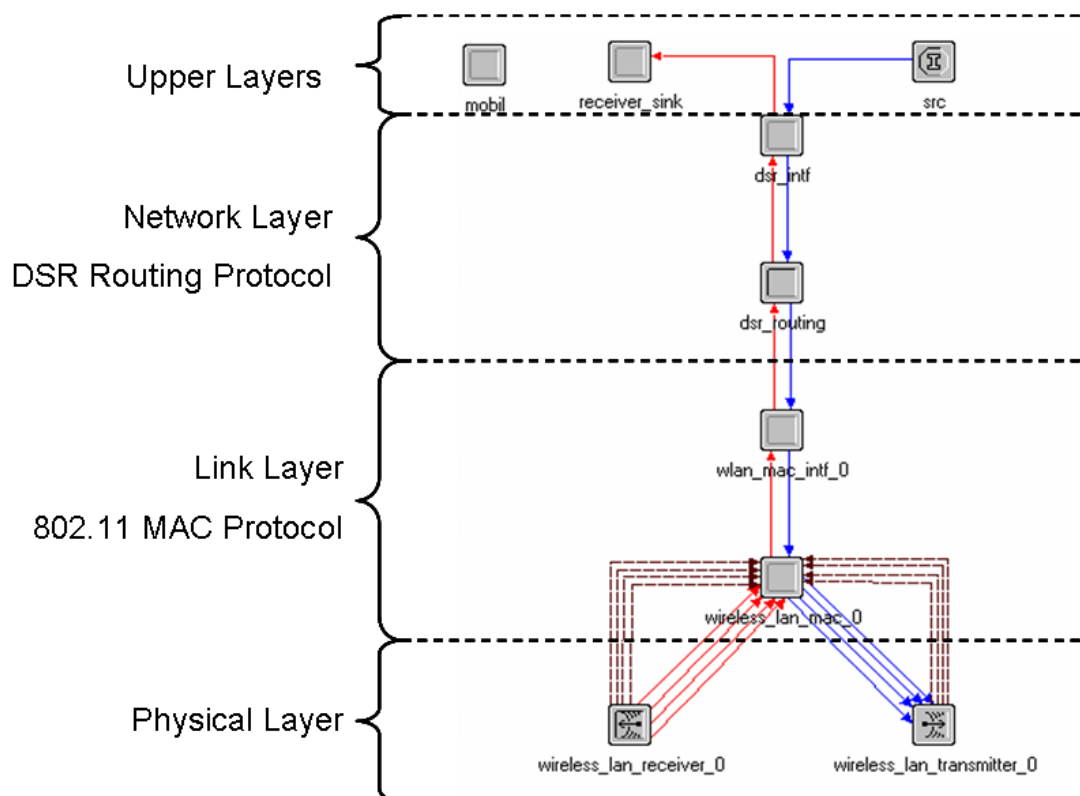 Upper Layers
mobil
receiver_sink
src
Network Layer
DSR Routing Protocol
dsr_intf
dsr_routing
Link Layer
802.11 MAC Protocol
wlan_mac_intf_0
wireless_lan_mac_0
Physical Layer
wireless_lan_receiver_0
wireless_lan_transmitter_0